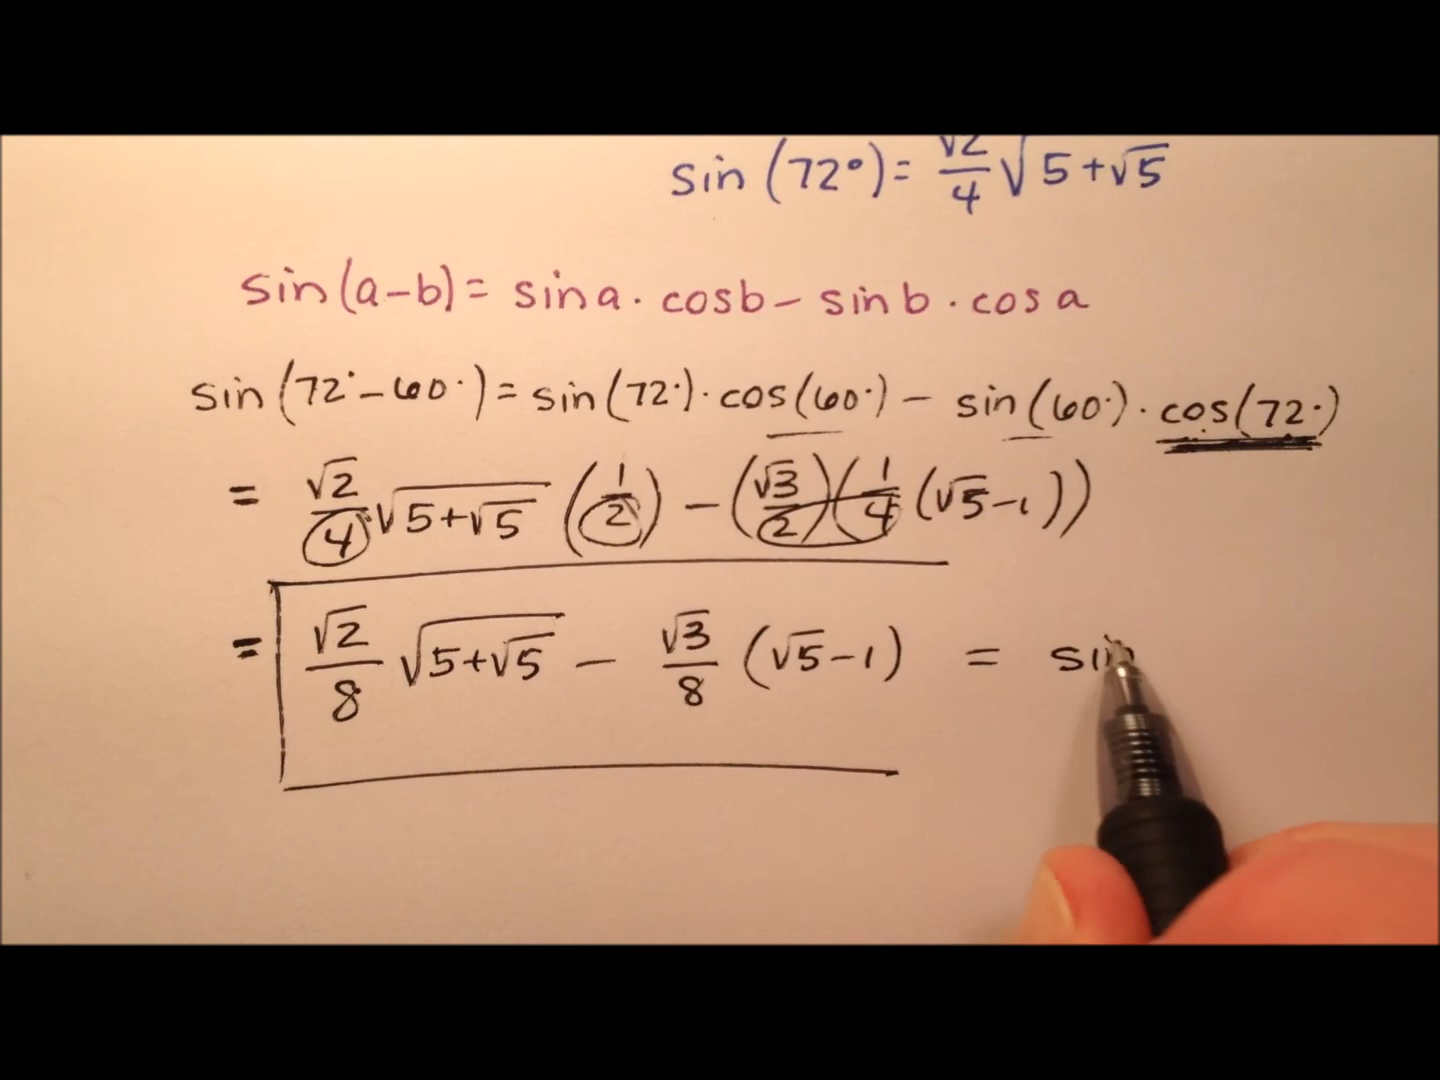 sin(72°)= √2/4 √(5+√5)
sin(a-b)= sin a · cos b - sin b · cos a
sin(72°-60°)= sin(72°)·cos(60°) - sin(60°)·cos(72°)
= √2/4 √(5+√5) (1/2) - (√3/2)(1/4 (√5-1))
= √2/8 √(5+√5) - √3/8 (√5-1) = sin